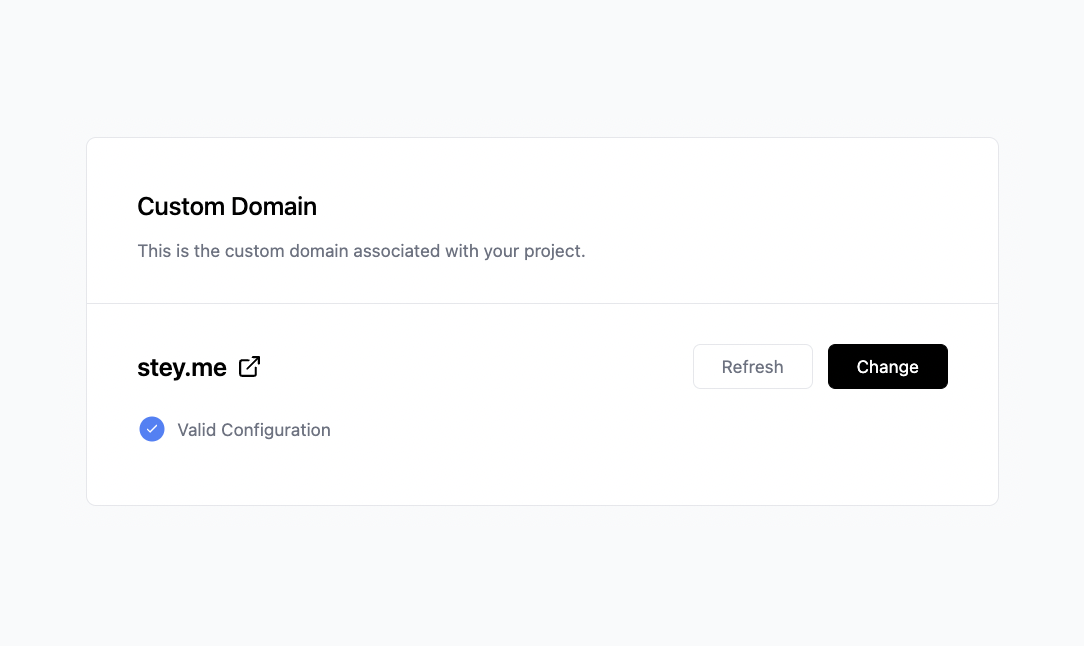 Custom Domain
This is the custom domain associated with your project.
stey.me
Refresh
Change
Valid Configuration